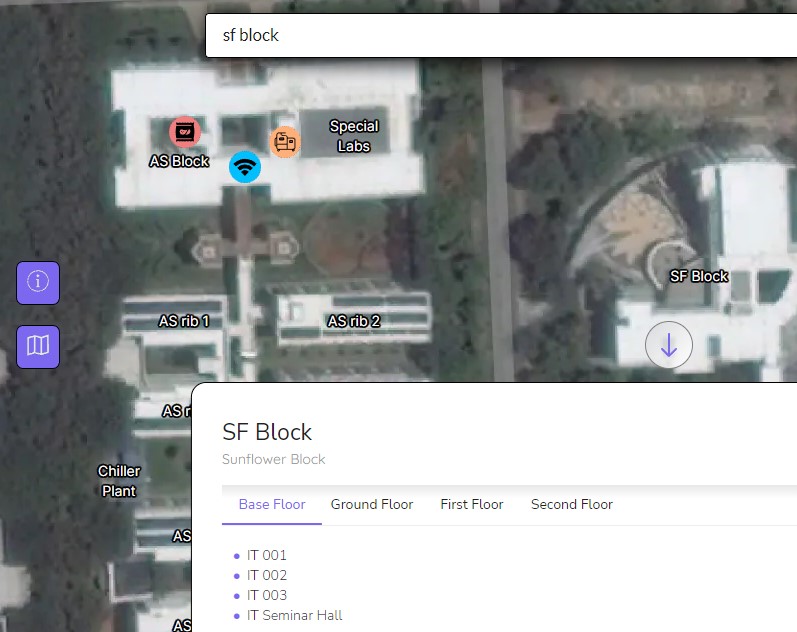 sf block
Special
Labs
AS Block
SF Block
AS rib 1
AS rib 2
AS r
Chiller
Plant
AS
AS
SF Block
Sunflower Block
Base Floor
Ground Floor
First Floor
Second Floor
IT 001
IT 002
IT 003
IT Seminar Hall